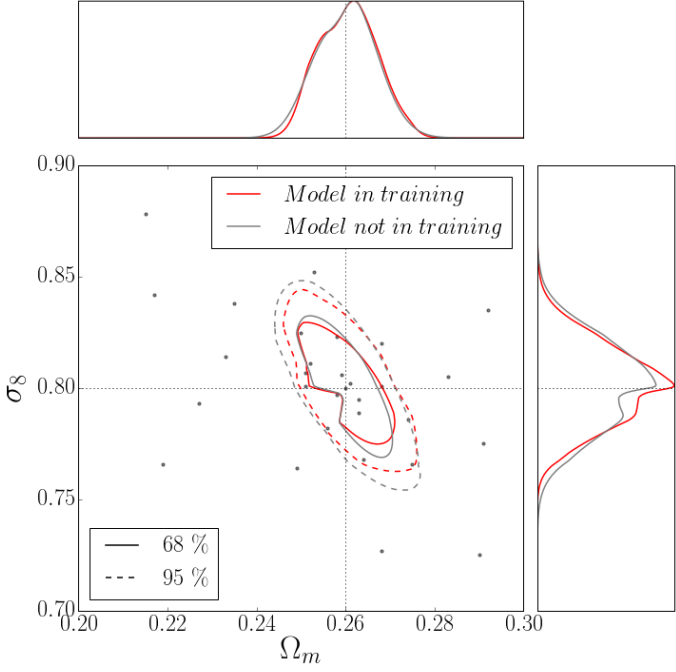 0.90
Model in training
Model not in training
0.85
0.80
σ8
0.75
68 %
95 %
0.70
0.20 0.22 0.24 0.26 0.28 0.30
Ωm